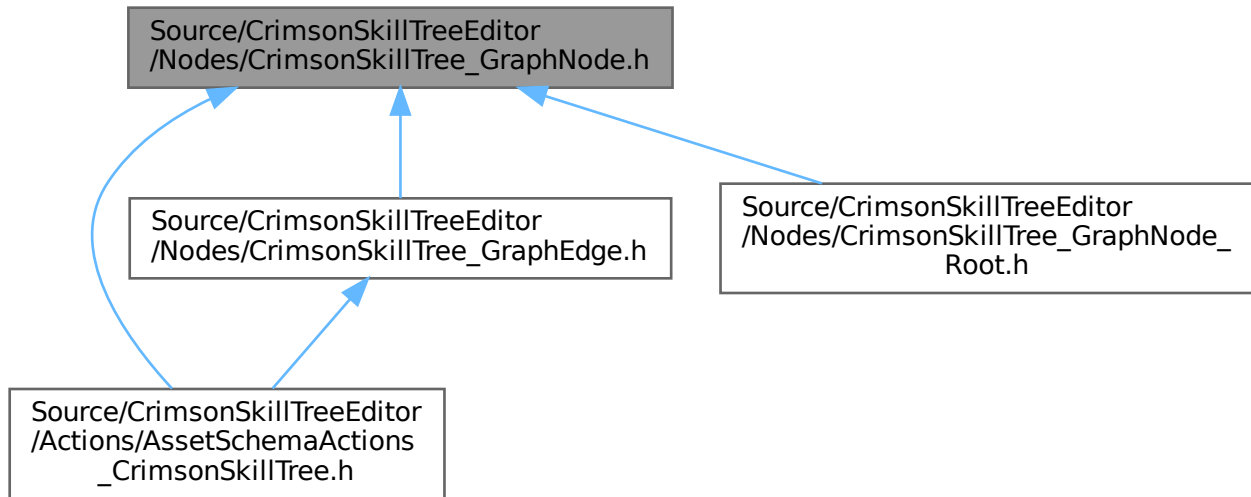 Source/CrimsonSkillTreeEditor
/Nodes/CrimsonSkillTree_GraphNode.h
Source/CrimsonSkillTreeEditor
/Nodes/CrimsonSkillTree_GraphEdge.h
Source/CrimsonSkillTreeEditor
/Nodes/CrimsonSkillTree_GraphNode_
Root.h
Source/CrimsonSkillTreeEditor
/Actions/AssetSchemaActions
_CrimsonSkillTree.h